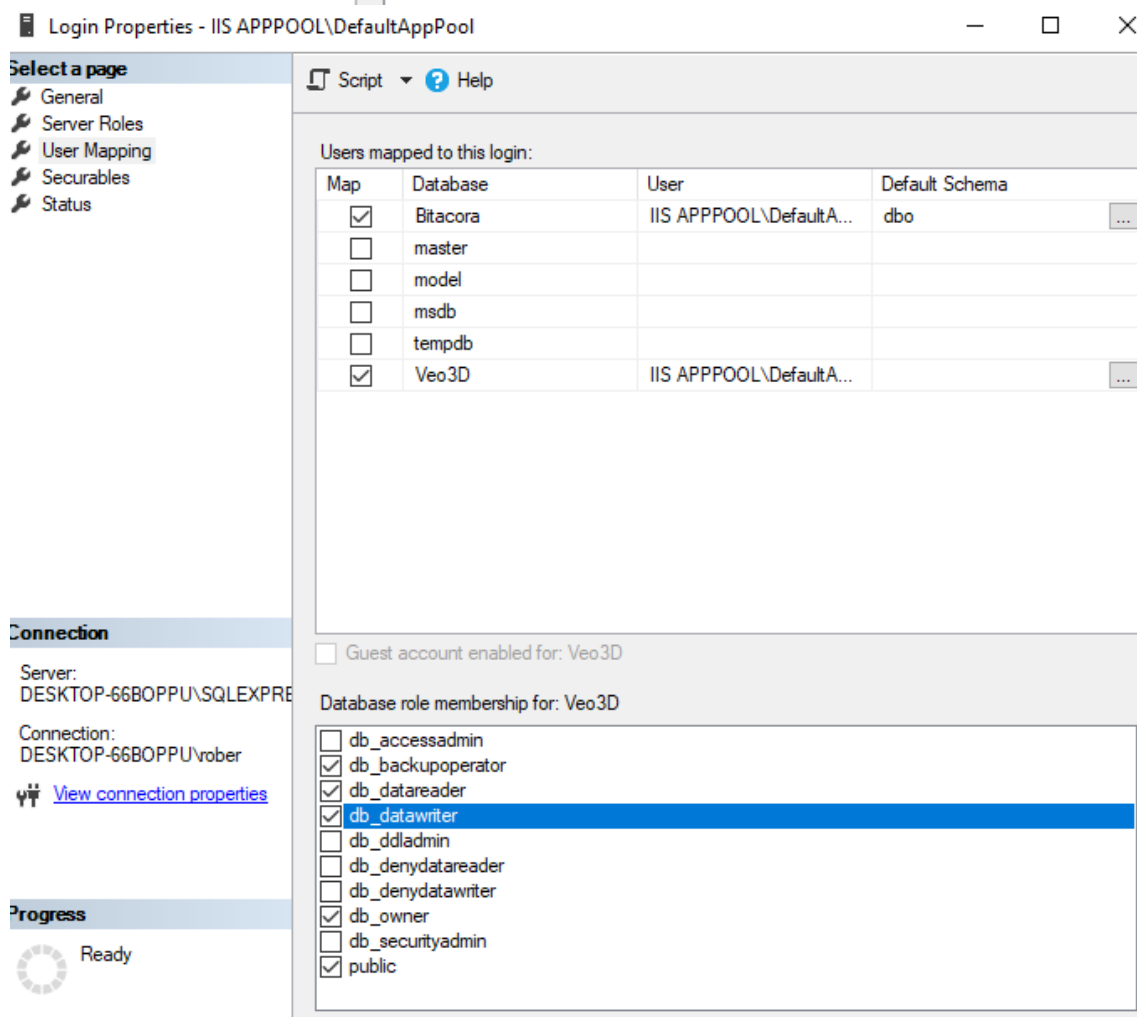 Login Properties - IIS APPPOOL\DefaultAppPool
Select a page
General
Server Roles
User Mapping
Securables
Status
Script
Help
Users mapped to this login:
Map Database User Default Schema
Bitacora IIS APPPOOL\DefaultA... dbo ...
master
model
msdb
tempdb
Veo3D IIS APPPOOL\DefaultA... ...
Guest account enabled for: Veo3D
Database role membership for: Veo3D
db_accessadmin
db_backupoperator
db_datareader
db_datawriter
db_ddladmin
db_denydatareader
db_denydatawriter
db_owner
db_securityadmin
public
Connection
Server:
DESKTOP-66BOPPU\SQLEXPRE
Connection:
DESKTOP-66BOPPU\rober
View connection properties
Progress
Ready